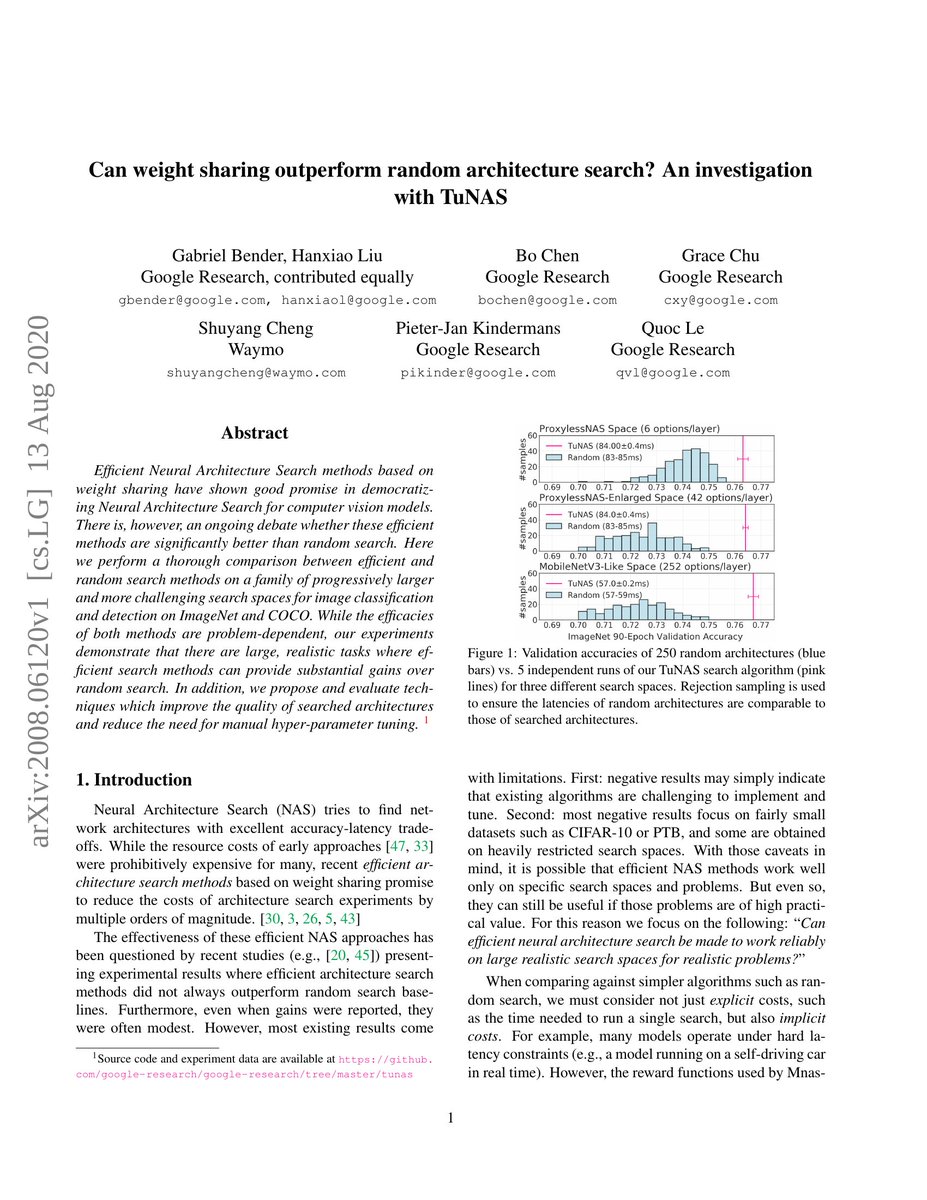 Can weight sharing outperform random architecture search? An investigation
with TuNAS
Gabriel Bender, Hanxiao Liu
Google Research, contributed equally
gbender@google.com, hanxiaol@google.com
Bo Chen
Google Research
bochen@google.com
Grace Chu
Google Research
cxy@google.com
Shuyang Cheng
Waymo
shuyangcheng@waymo.com
Pieter-Jan Kindermans
Google Research
pikinder@google.com
Quoc Le
Google Research
qvl@google.com
arXiv:2008.06120v1 [cs.LG] 13 Aug 2020
Abstract
Efficient Neural Architecture Search methods based on
weight sharing have shown good promise in democratiz-
ing Neural Architecture Search for computer vision models.
There is, however, an ongoing debate whether these efficient
methods are significantly better than random search. Here
we perform a thorough comparison between efficient and
random search methods on a family of progressively larger
and more challenging search spaces for image classification
and detection on ImageNet and COCO. While the efficacies
of both methods are problem-dependent, our experiments
demonstrate that there are large, realistic tasks where ef-
ficient search methods can provide substantial gains over
random search. In addition, we propose and evaluate tech-
niques which improve the quality of searched architectures
and reduce the need for manual hyper-parameter tuning. 1
1. Introduction
Neural Architecture Search (NAS) tries to find net-
work architectures with excellent accuracy-latency trade-
offs. While the resource costs of early approaches [47, 33]
were prohibitively expensive for many, recent efficient ar-
chitecture search methods based on weight sharing promise
to reduce the costs of architecture search experiments by
multiple orders of magnitude. [30, 3, 26, 5, 43]
The effectiveness of these efficient NAS approaches has
been questioned by recent studies (e.g., [20, 45]) present-
ing experimental results where efficient architecture search
methods did not always outperform random search base-
lines. Furthermore, even when gains were reported, they
were often modest. However, most existing results come
1Source code and experiment data are available at https://github.
com/google-research/google-research/tree/master/tunas
ProxylessNAS Space (6 options/layer)
#samples
60
40
20
0
TuNAS (84.00±0.4ms)
Random (83-85ms)
0.69 0.70 0.71 0.72 0.73 0.74 0.75 0.76 0.77
ProxylessNAS-Enlarged Space (42 options/layer)
#samples
60
40
20
0
TuNAS (84.0±0.4ms)
Random (83-85ms)
0.69 0.70 0.71 0.72 0.73 0.74 0.75 0.76 0.77
MobileNetV3-Like Space (252 options/layer)
#samples
60
40
20
0
TuNAS (57.0±0.2ms)
Random (57-59ms)
0.69 0.70 0.71 0.72 0.73 0.74 0.75 0.76 0.77
ImageNet 90-Epoch Validation Accuracy
Figure 1: Validation accuracies of 250 random architectures (blue
bars) vs. 5 independent runs of our TuNAS search algorithm (pink
lines) for three different search spaces. Rejection sampling is used
to ensure the latencies of random architectures are comparable to
those of searched architectures.
with limitations. First: negative results may simply indicate
that existing algorithms are challenging to implement and
tune. Second: most negative results focus on fairly small
datasets such as CIFAR-10 or PTB, and some are obtained
on heavily restricted search spaces. With those caveats in
mind, it is possible that efficient NAS methods work well
only on specific search spaces and problems. But even so,
they can still be useful if those problems are of high practi-
cal value. For this reason we focus on the following: “Can
efficient neural architecture search be made to work reliably
on large realistic search spaces for realistic problems?”
When comparing against simpler algorithms such as ran-
dom search, we must consider not just explicit costs, such
as the time needed to run a single search, but also implicit
costs. For example, many models operate under hard la-
tency constraints (e.g., a model running on a self-driving car
in real time). However, the reward functions used by Mnas-
1